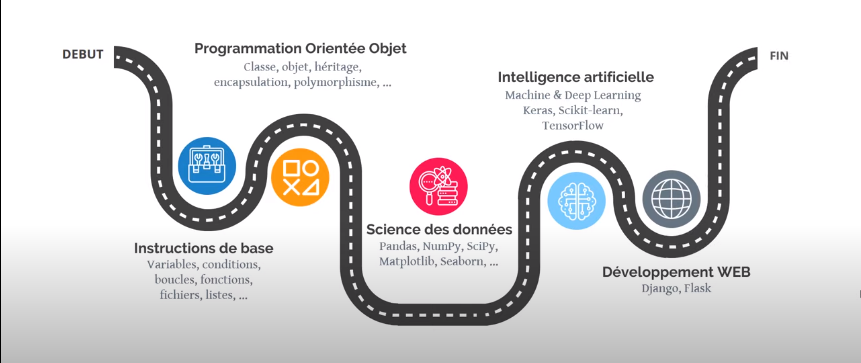 DEBUT
Programmation Orientée Objet
Classe, objet, héritage,
encapsulation, polymorphisme, ...
Instructions de base
Variables, conditions,
boucles, fonctions,
fichiers, listes, ...
Science des données
Pandas, NumPy, SciPy,
Matplotlib, Seaborn, ...
Intelligence artificielle
Machine & Deep Learning
Keras, Scikit-learn,
TensorFlow
Développement WEB
Django, Flask
FIN